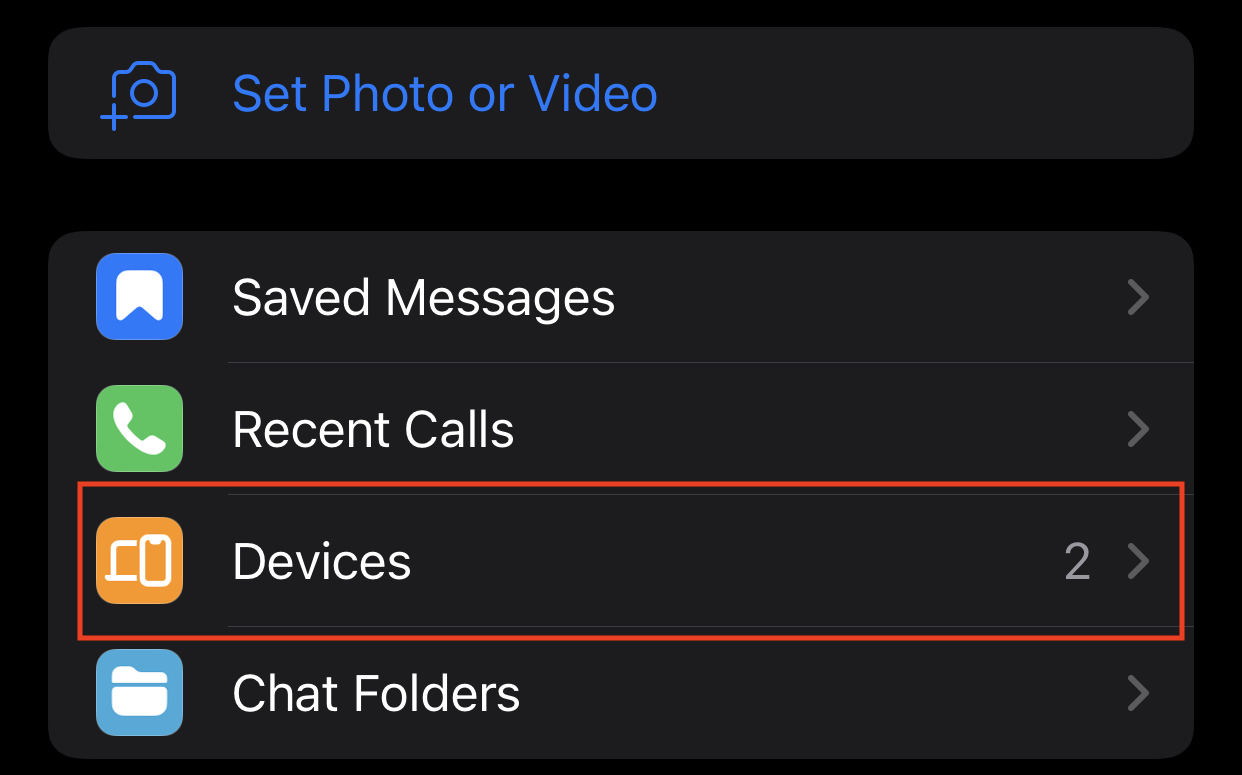 Set Photo or Video
Saved Messages
Recent Calls
Devices 2
Chat Folders